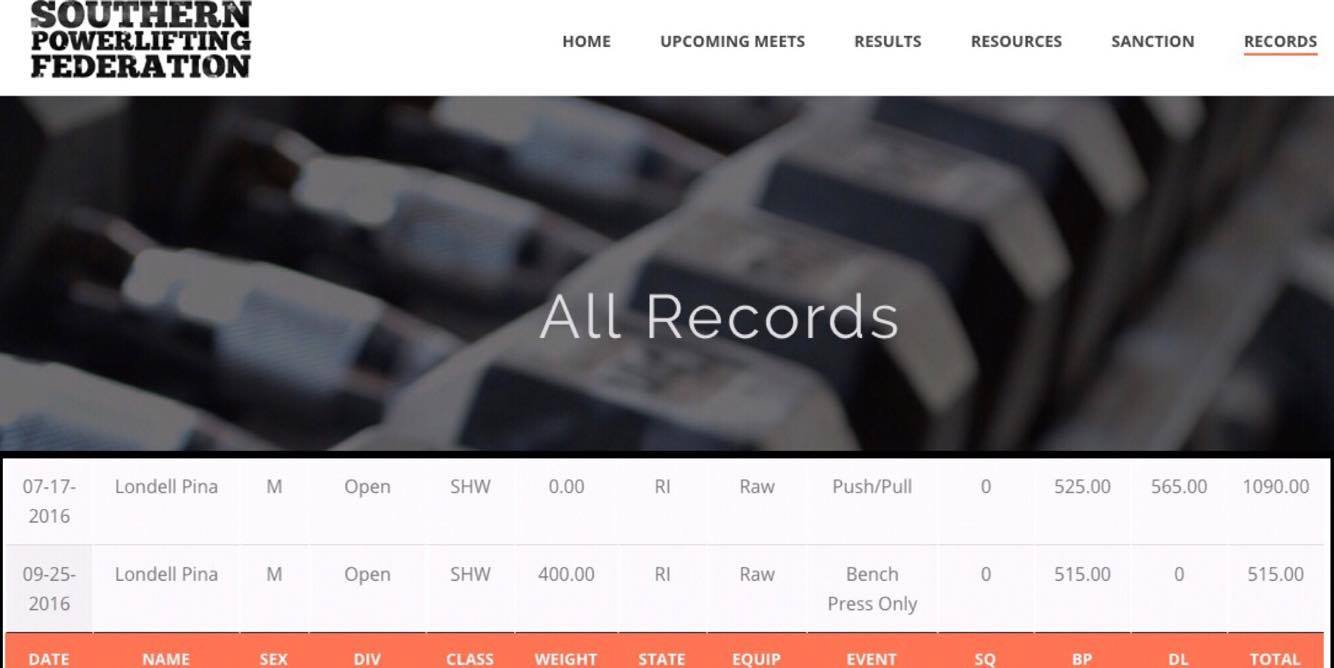 SOUTHERN
POWERLIFTING
FEDERATION
HOME UPCOMING MEETS RESULTS RESOURCES SANCTION RECORDS
All Records
07-17-2016 Londell Pina M Open SHW 0.00 RI Raw Push/Pull 0 525.00 565.00 1090.00
09-25-2016 Londell Pina M Open SHW 400.00 RI Raw Bench Press Only 0 515.00 0 515.00
DATE NAME SEX DIV CLASS WEIGHT STATE EQUIP EVENT SQ BP DL TOTAL